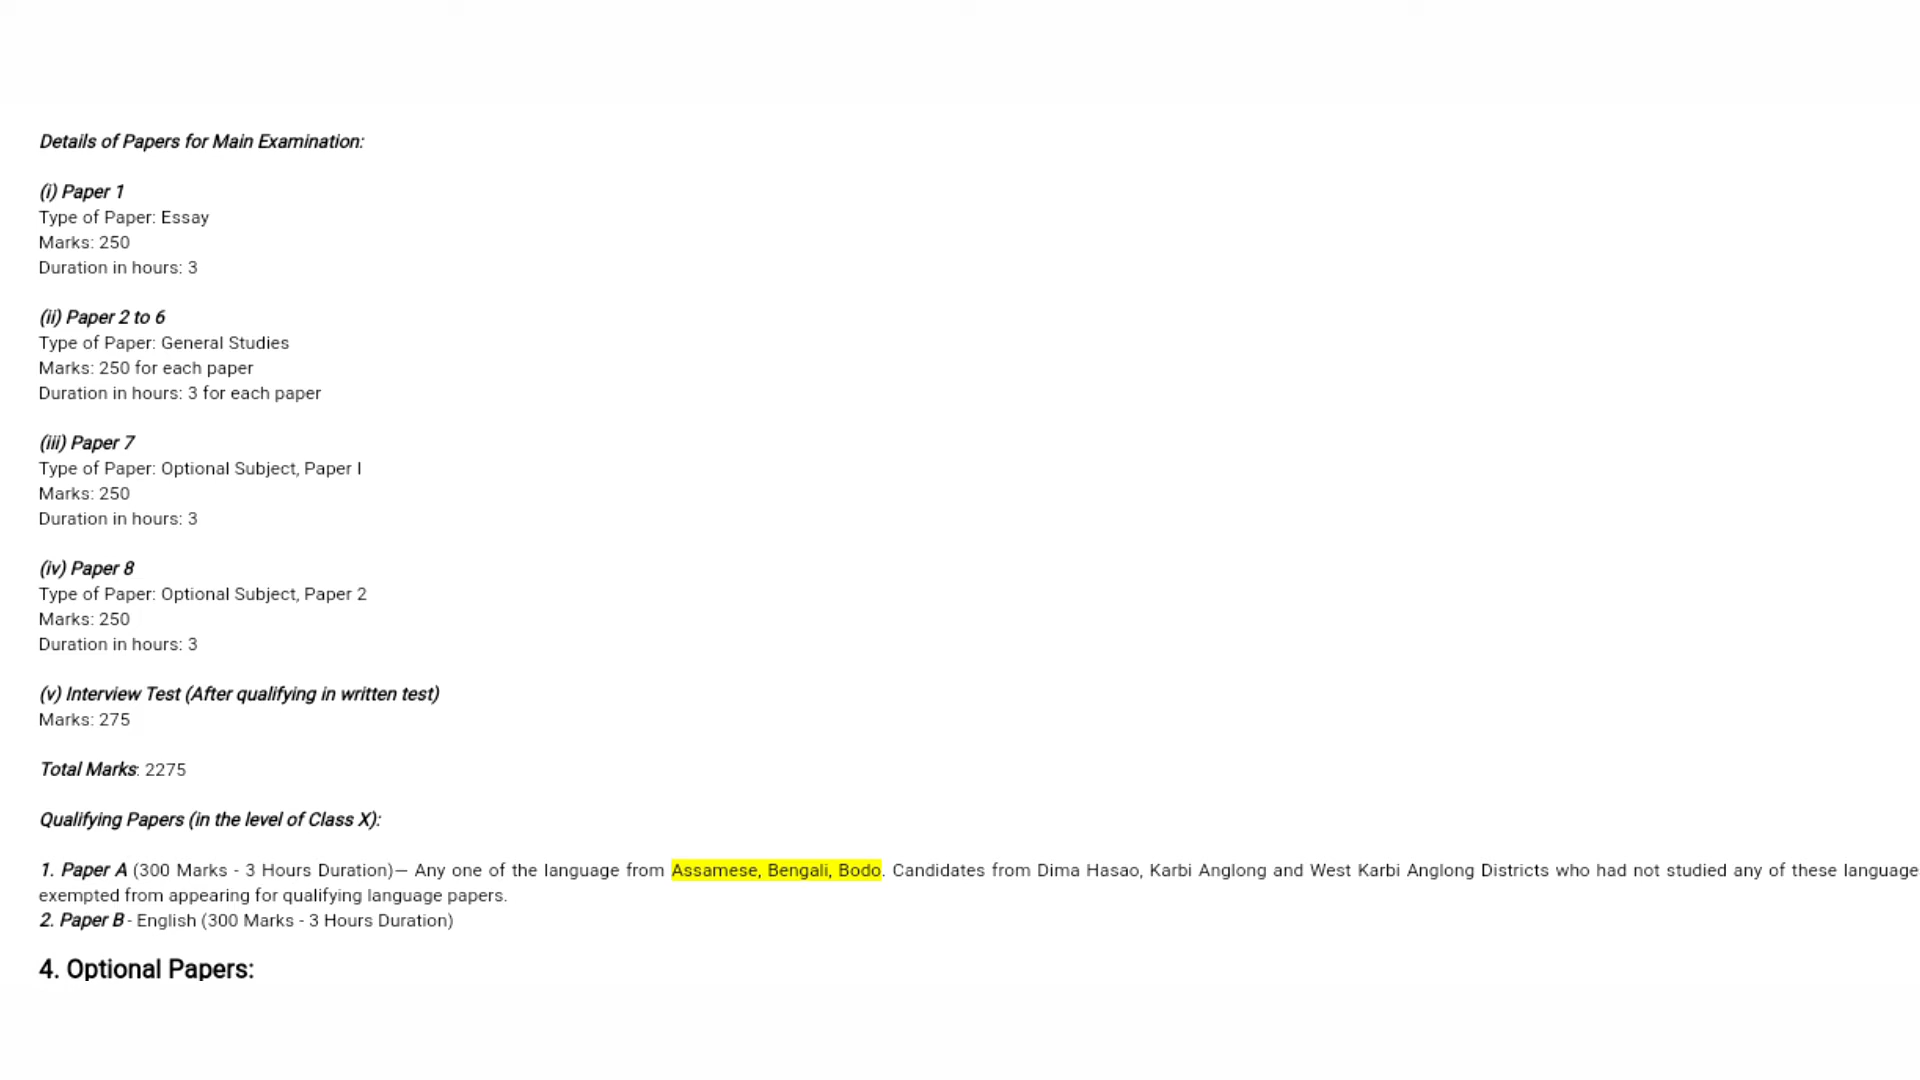 Details of Papers for Main Examination:
(i) Paper 1
Type of Paper: Essay
Marks: 250
Duration in hours: 3
(ii) Paper 2 to 6
Type of Paper: General Studies
Marks: 250 for each paper
Duration in hours: 3 for each paper
(iii) Paper 7
Type of Paper: Optional Subject, Paper I
Marks: 250
Duration in hours: 3
(iv) Paper 8
Type of Paper: Optional Subject, Paper 2
Marks: 250
Duration in hours: 3
(v) Interview Test (After qualifying in written test)
Marks: 275
Total Marks: 2275
Qualifying Papers (in the level of Class X):
1. Paper A (300 Marks - 3 Hours Duration)— Any one of the language from Assamese, Bengali, Bodo. Candidates from Dima Hasao, Karbi Anglong and West Karbi Anglong Districts who had not studied any of these language
exempted from appearing for qualifying language papers.
2. Paper B - English (300 Marks - 3 Hours Duration)
4. Optional Papers: